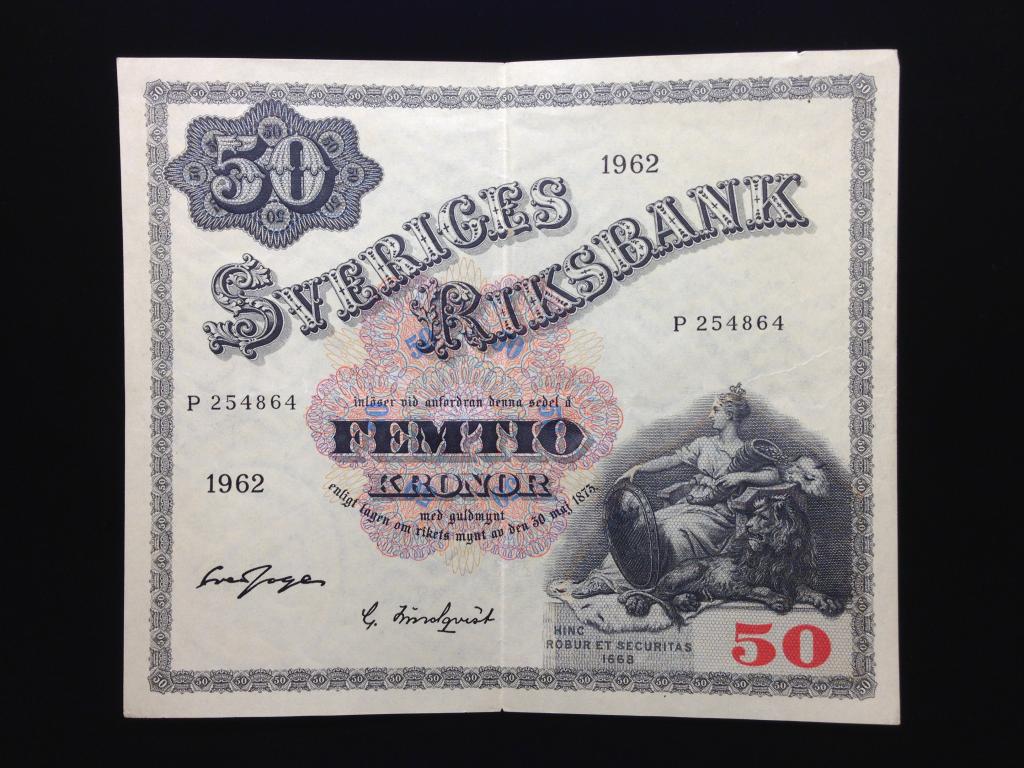 50
1962
SVERIGES
RIKSBANK
P 254864
P 254864
inlöser vid anfordran denna sedel å
FEMTIO
KRONOR
1962
med guldmynt
enligt lagen om rikets mynt av den 30 maj 1873.
G. Lindqvist
HINC
ROBUR ET SECURITAS
1668
50